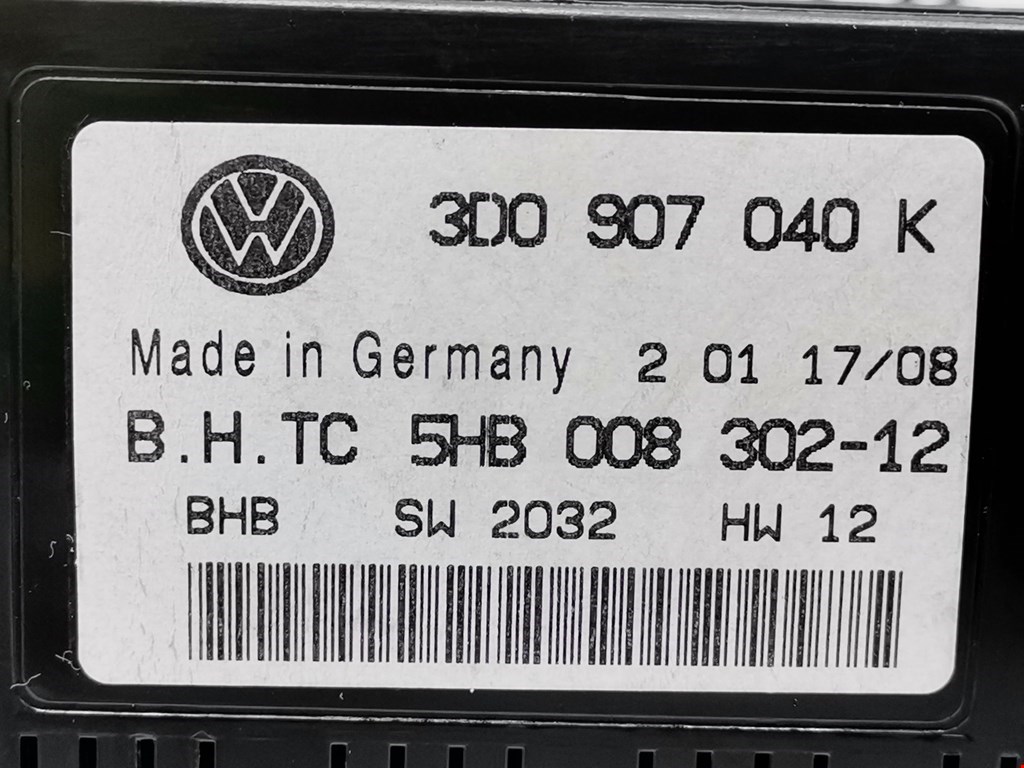 3D0 907 040 K
Made in Germany 2 01 17/08
B.H.TC 5HB 008 302-12
BHB SW 2032 HW 12